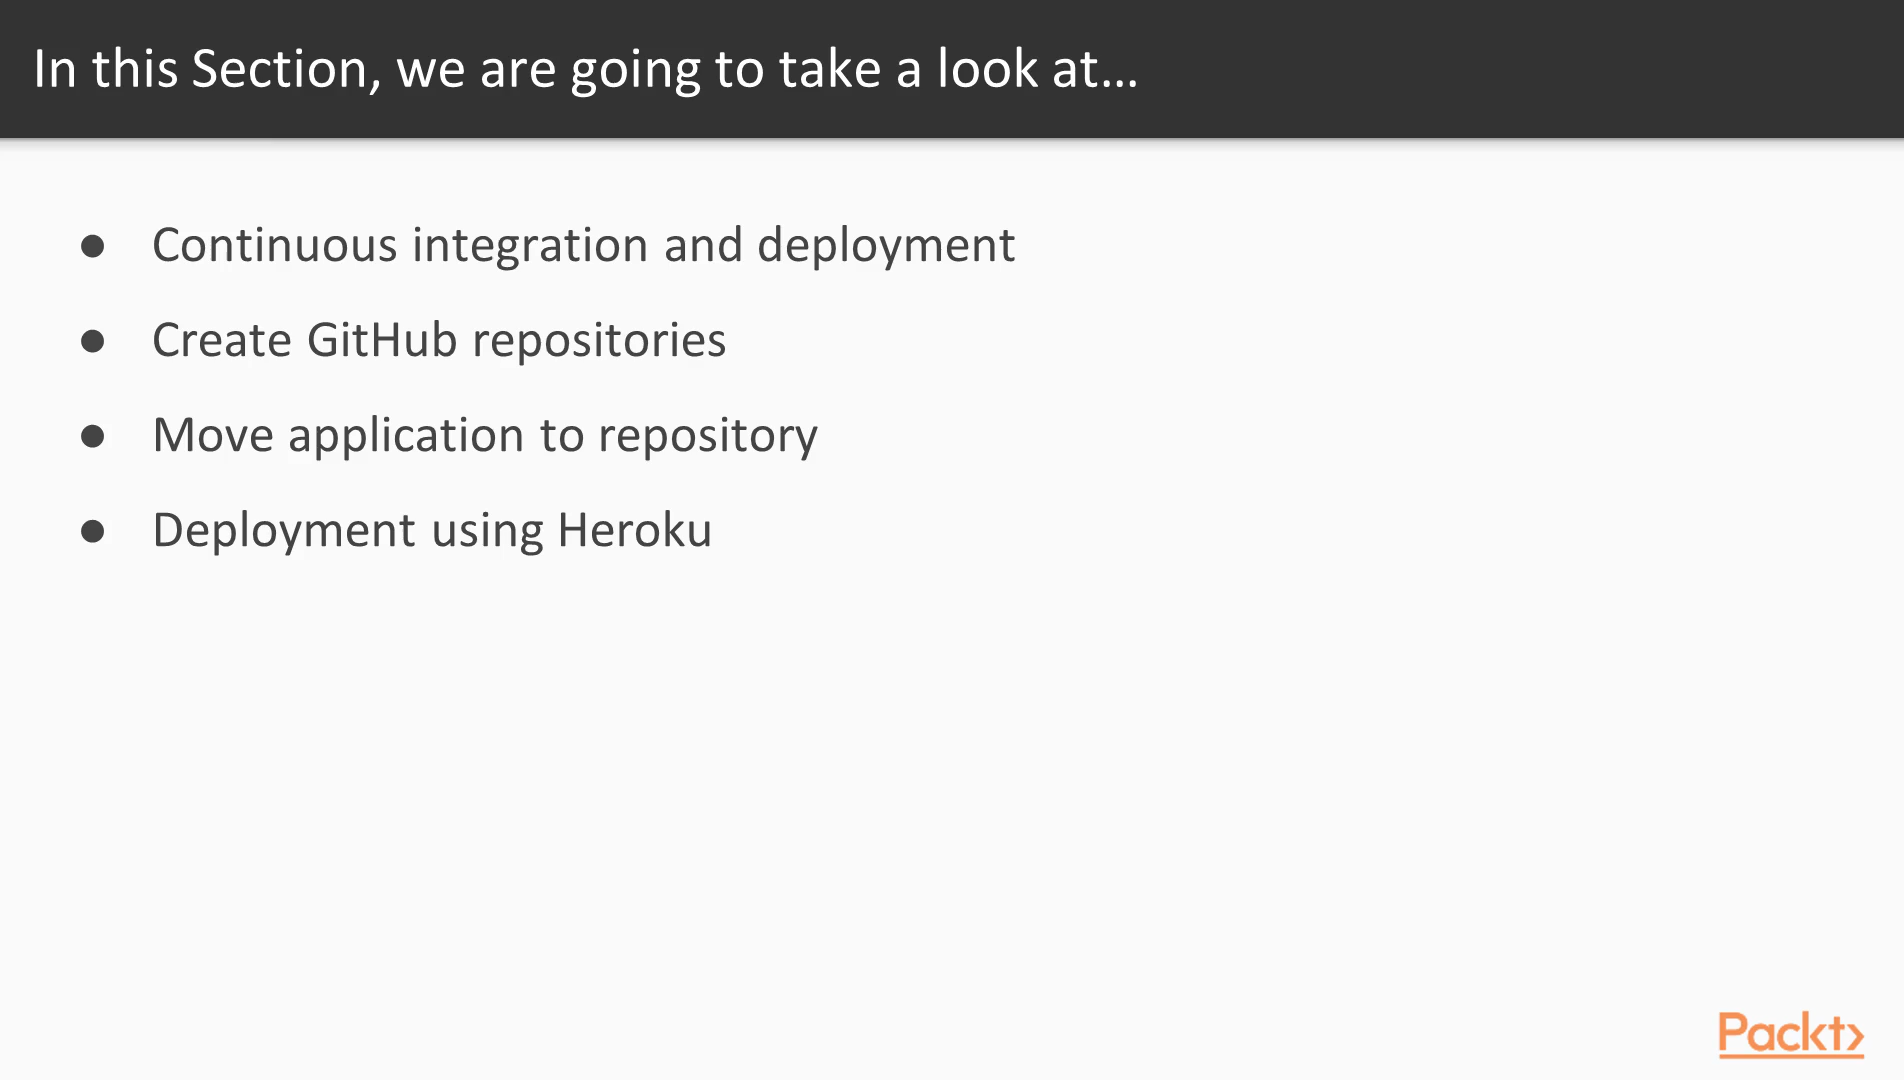 In this Section, we are going to take a look at…
● Continuous integration and deployment
● Create GitHub repositories
● Move application to repository
● Deployment using Heroku
Packt>